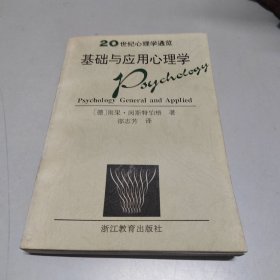 20世纪心理学通览
基础与应用心理学
Psychology
Psychology General and Applied
［德］雨果·闵斯特伯格 著
邵志芳 译
浙江教育出版社